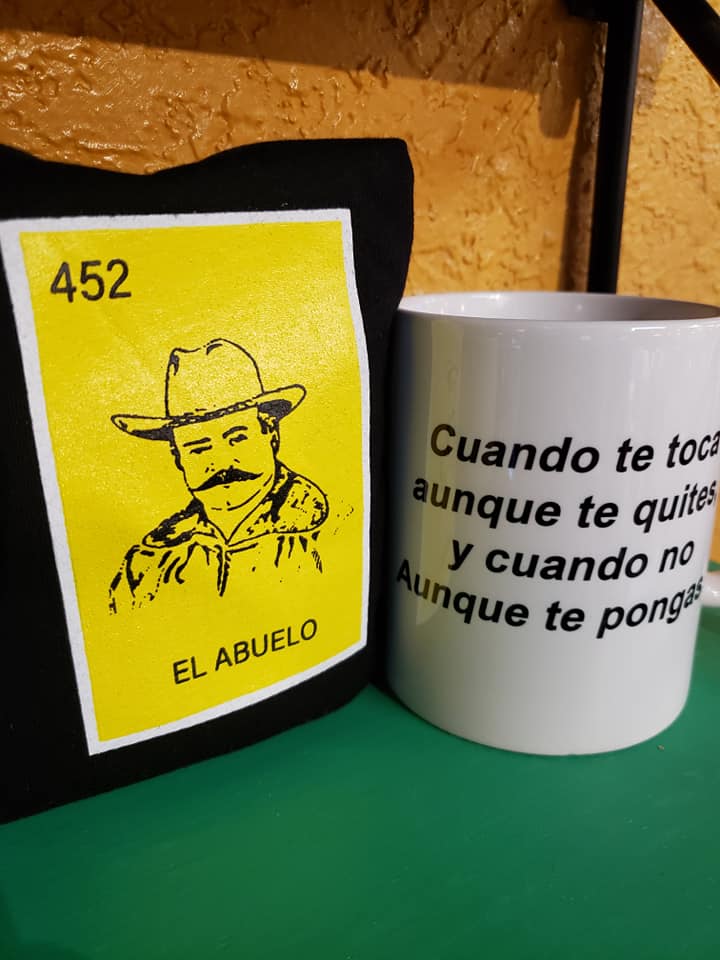 452
EL ABUELO
Cuando te toca
aunque te quites
y cuando no
Aunque te pongas